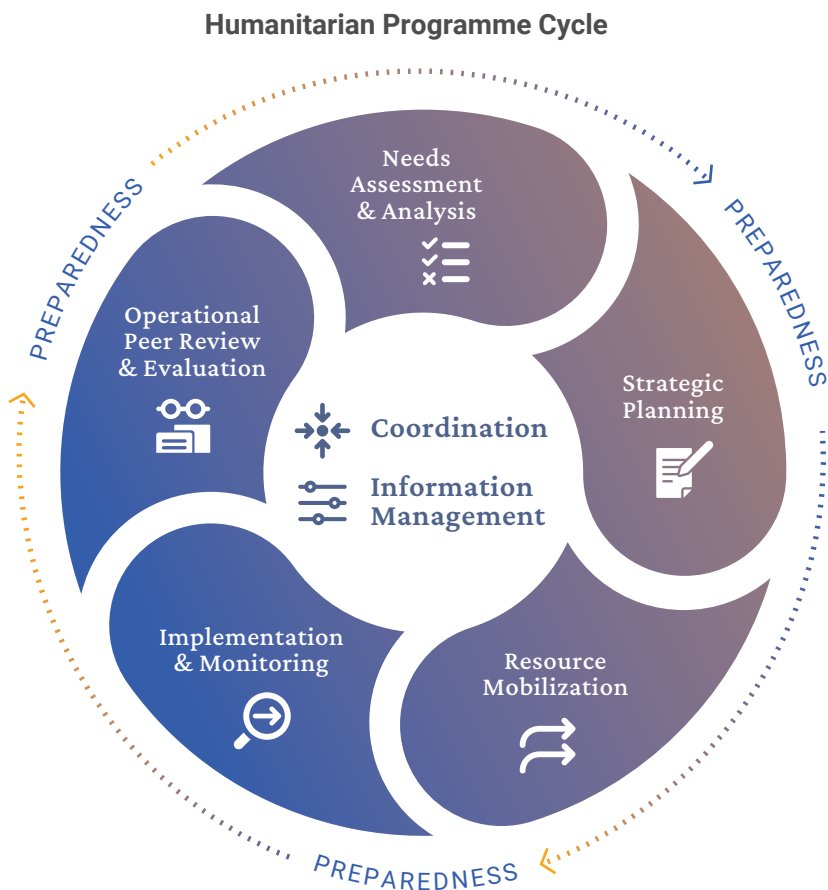 Humanitarian Programme Cycle
PREPAREDNESS
PREPAREDNESS
Needs
Assessment
& Analysis
Strategic
Planning
Resource
Mobilization
Implementation
& Monitoring
Operational
Peer Review
& Evaluation
Coordination
Information
Management
PREPAREDNESS